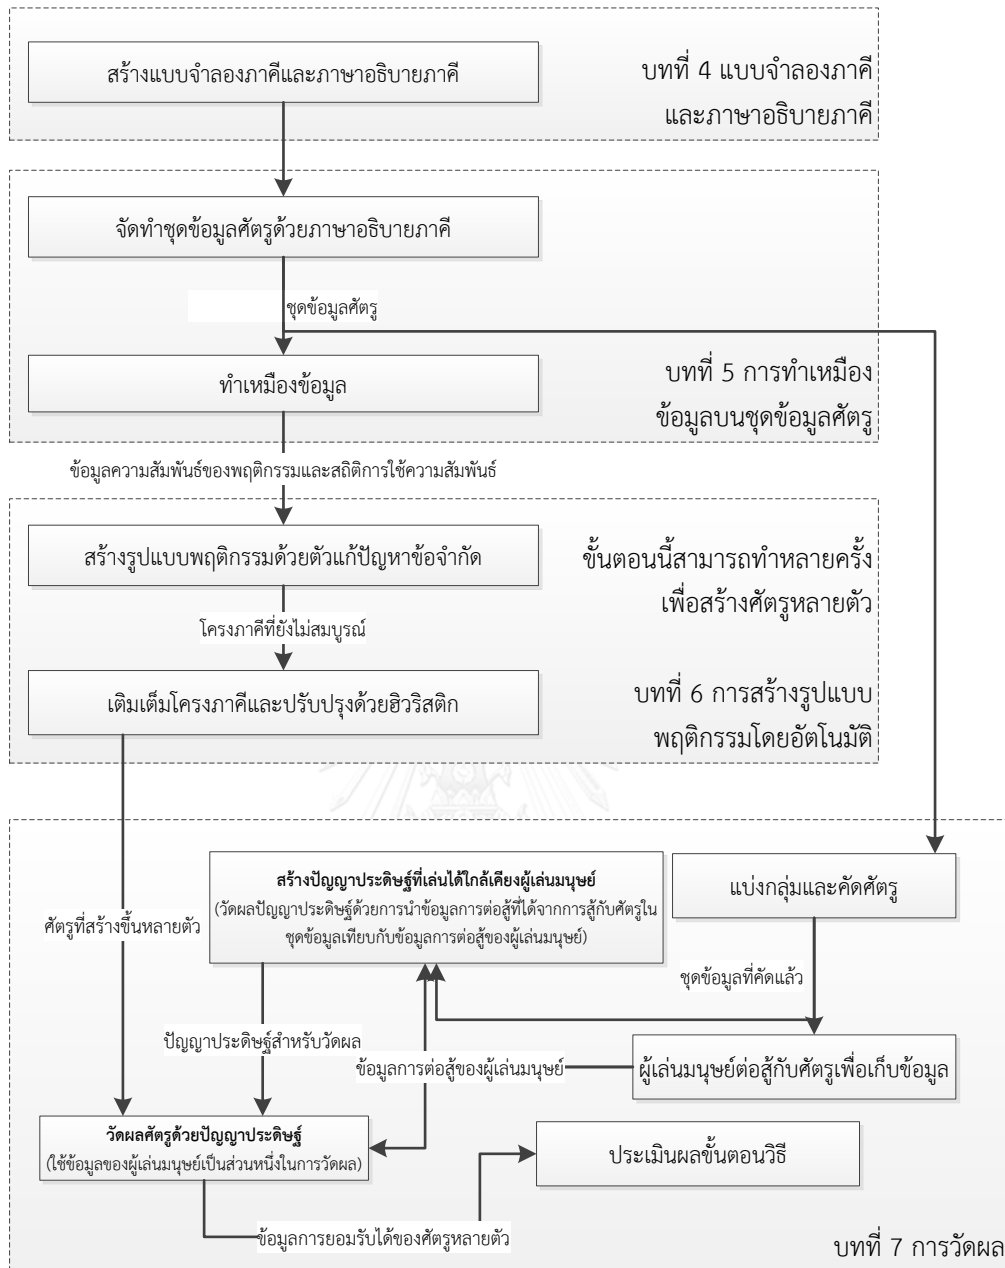 สร้างแบบจำลองภาคีและภาษาอธิบายภาคี
บทที่ 4 แบบจำลองภาคี
และภาษาอธิบายภาคี
จัดทำชุดข้อมูลศัตรูด้วยภาษาอธิบายภาคี
ชุดข้อมูลศัตรู
ทำเหมืองข้อมูล
บทที่ 5 การทำเหมือง
ข้อมูลบนชุดข้อมูลศัตรู
ข้อมูลความสัมพันธ์ของพฤติกรรมและสถิติการใช้ความสัมพันธ์
สร้างรูปแบบพฤติกรรมด้วยตัวแก้ปัญหาข้อจำกัด
ขั้นตอนนี้สามารถทำหลายครั้ง
เพื่อสร้างศัตรูหลายตัว
โครงภาคีที่ยังไม่สมบูรณ์
เติมเต็มโครงภาคีและปรับปรุงด้วยฮิวริสติก
บทที่ 6 การสร้างรูปแบบ
พฤติกรรมโดยอัตโนมัติ
สร้างปัญญาประดิษฐ์ที่เล่นได้ใกล้เคียงผู้เล่นมนุษย์
(วัดผลปัญญาประดิษฐ์ด้วยการนำข้อมูลการต่อสู้ที่ได้จากการสู้กับศัตรูใน
ชุดข้อมูลเทียบกับข้อมูลการต่อสู้ของผู้เล่นมนุษย์)
แบ่งกลุ่มและคัดศัตรู
ศัตรูที่สร้างขึ้นหลายตัว
ชุดข้อมูลที่คัดแล้ว
ปัญญาประดิษฐ์สำหรับวัดผล
ข้อมูลการต่อสู้ของผู้เล่นมนุษย์
ผู้เล่นมนุษย์ต่อสู้กับศัตรูเพื่อเก็บข้อมูล
วัดผลศัตรูด้วยปัญญาประดิษฐ์
(ใช้ข้อมูลของผู้เล่นมนุษย์เป็นส่วนหนึ่งในการวัดผล)
ประเมินผลขั้นตอนวิธี
ข้อมูลการยอมรับได้ของศัตรูหลายตัว
บทที่ 7 การวัดผล